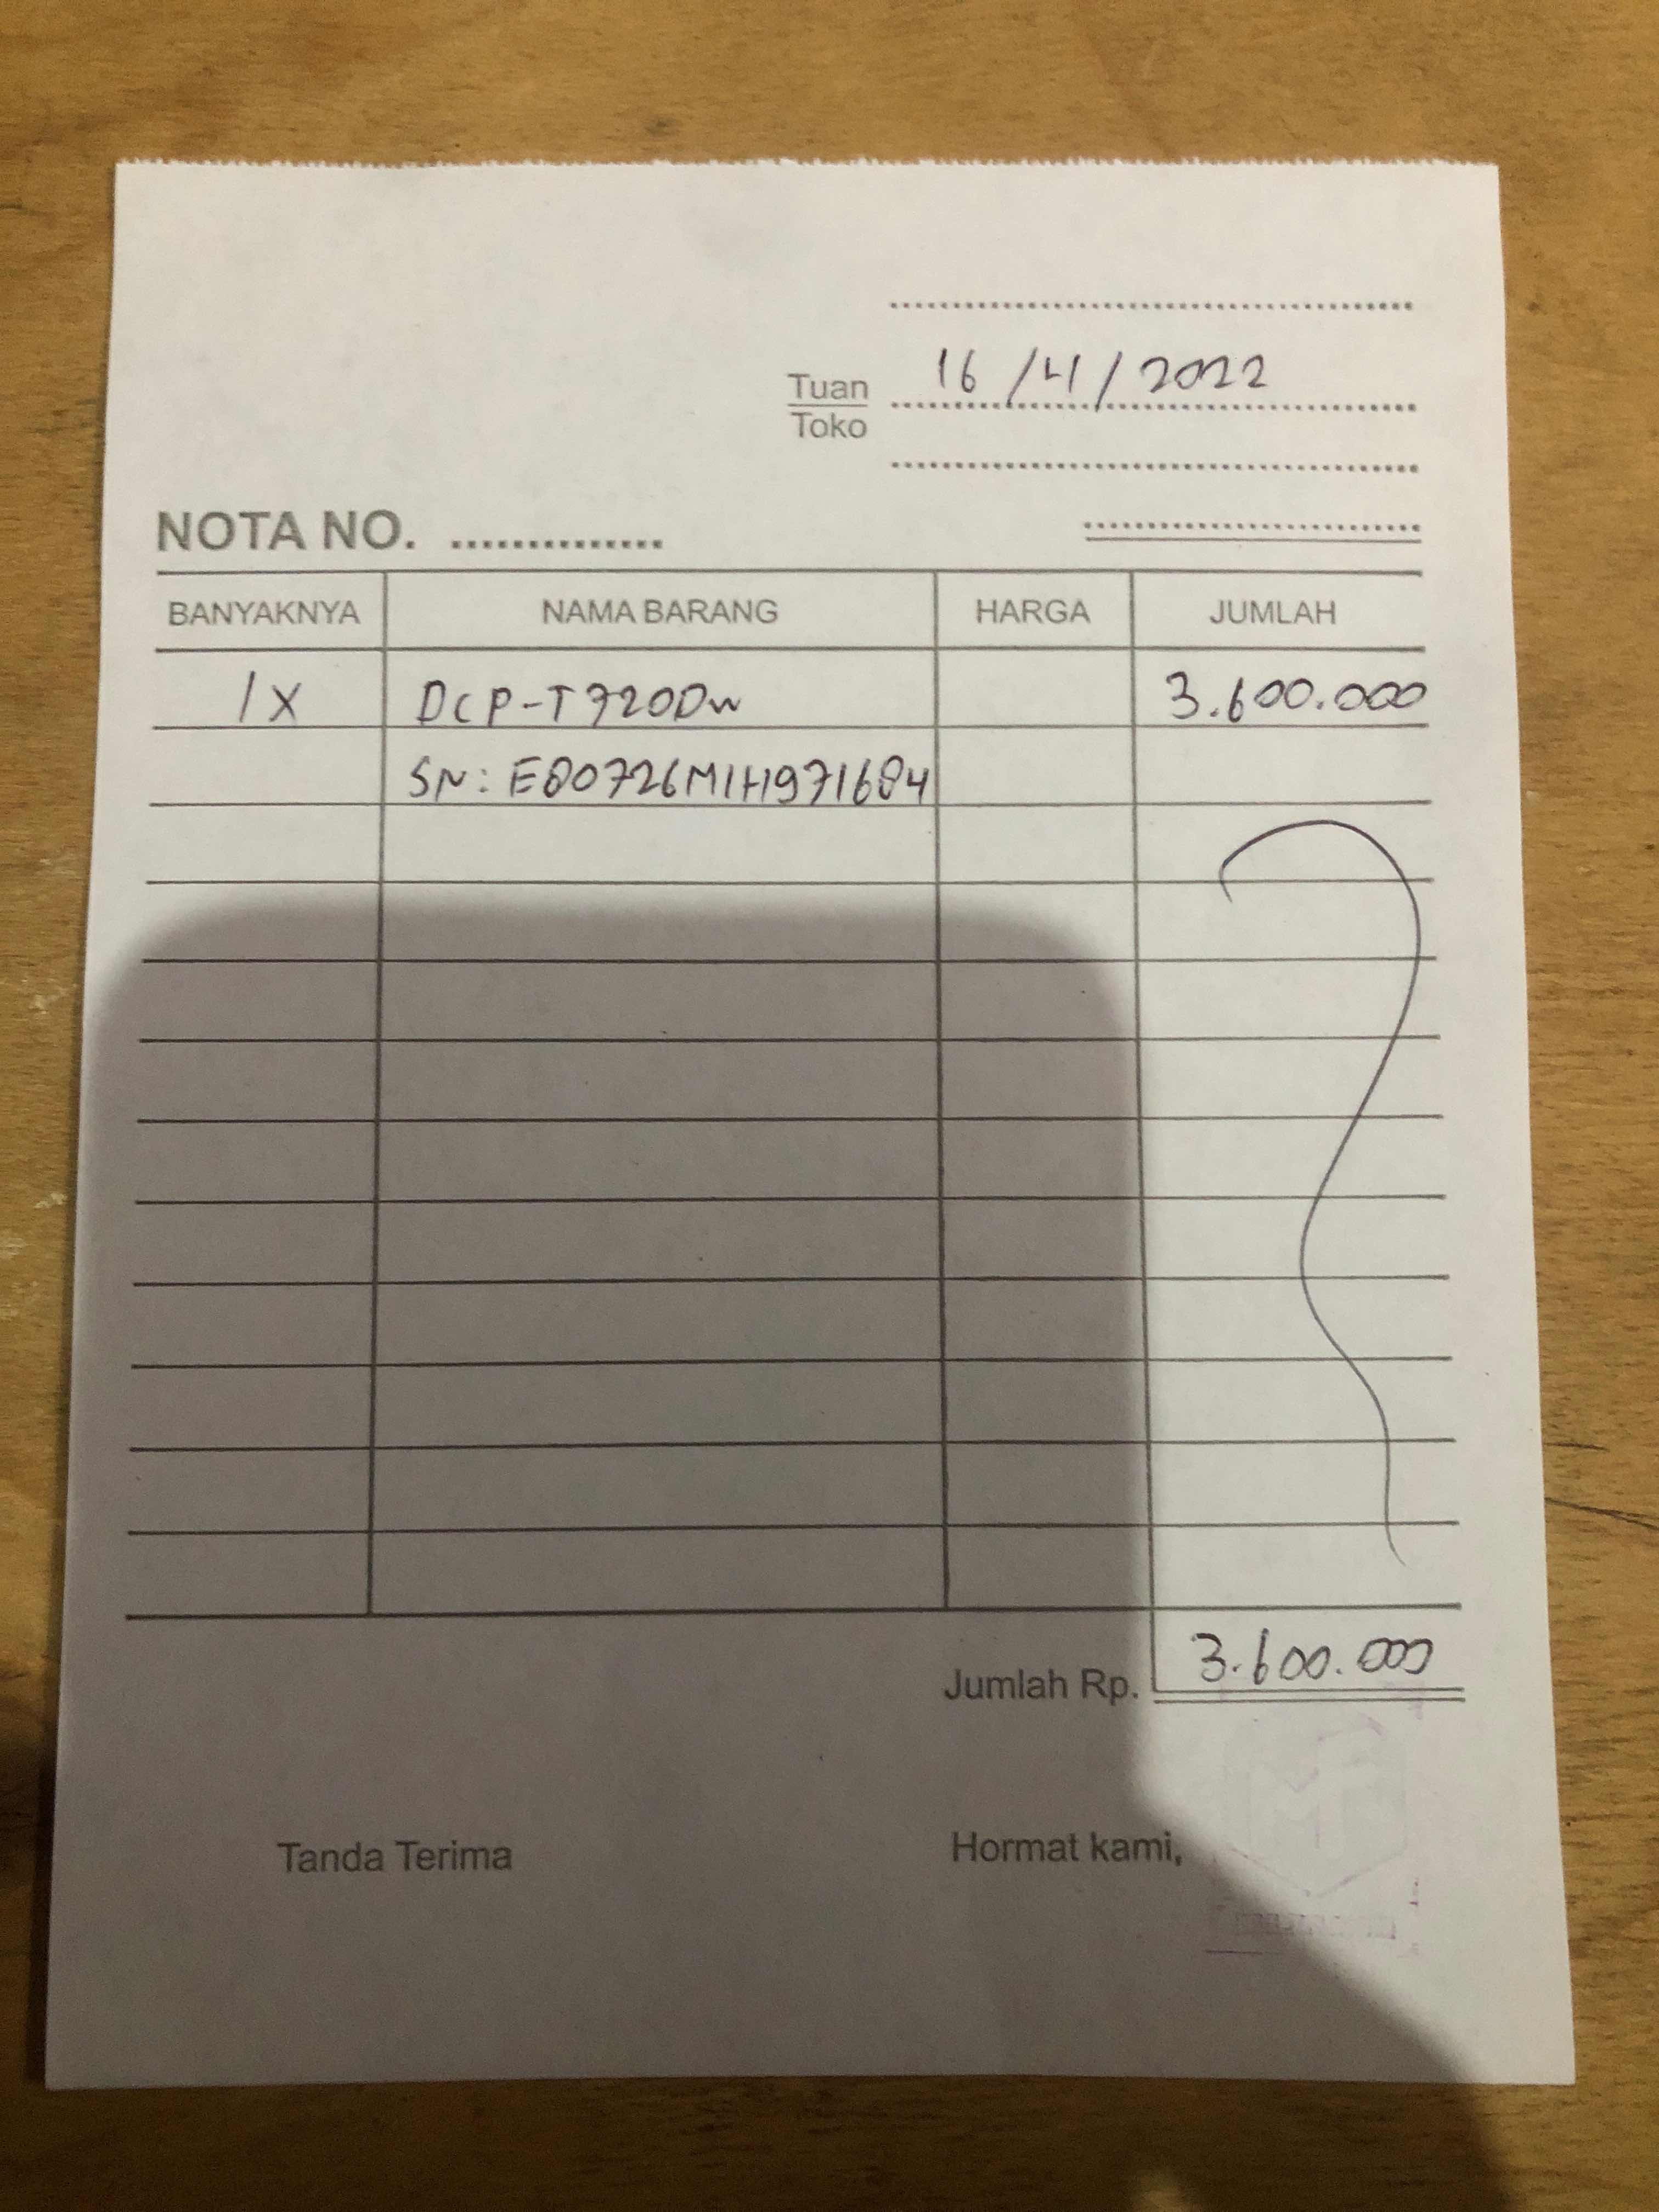 16/4/2022
Tuan
Toko
NOTA NO. ..............
BANYAKNYA NAMA BARANG HARGA JUMLAH
1X DCP-T720DW 3.600.000
SN: E80726M1H971684
Jumlah Rp. 3.600.000
Tanda Terima Hormat kami,